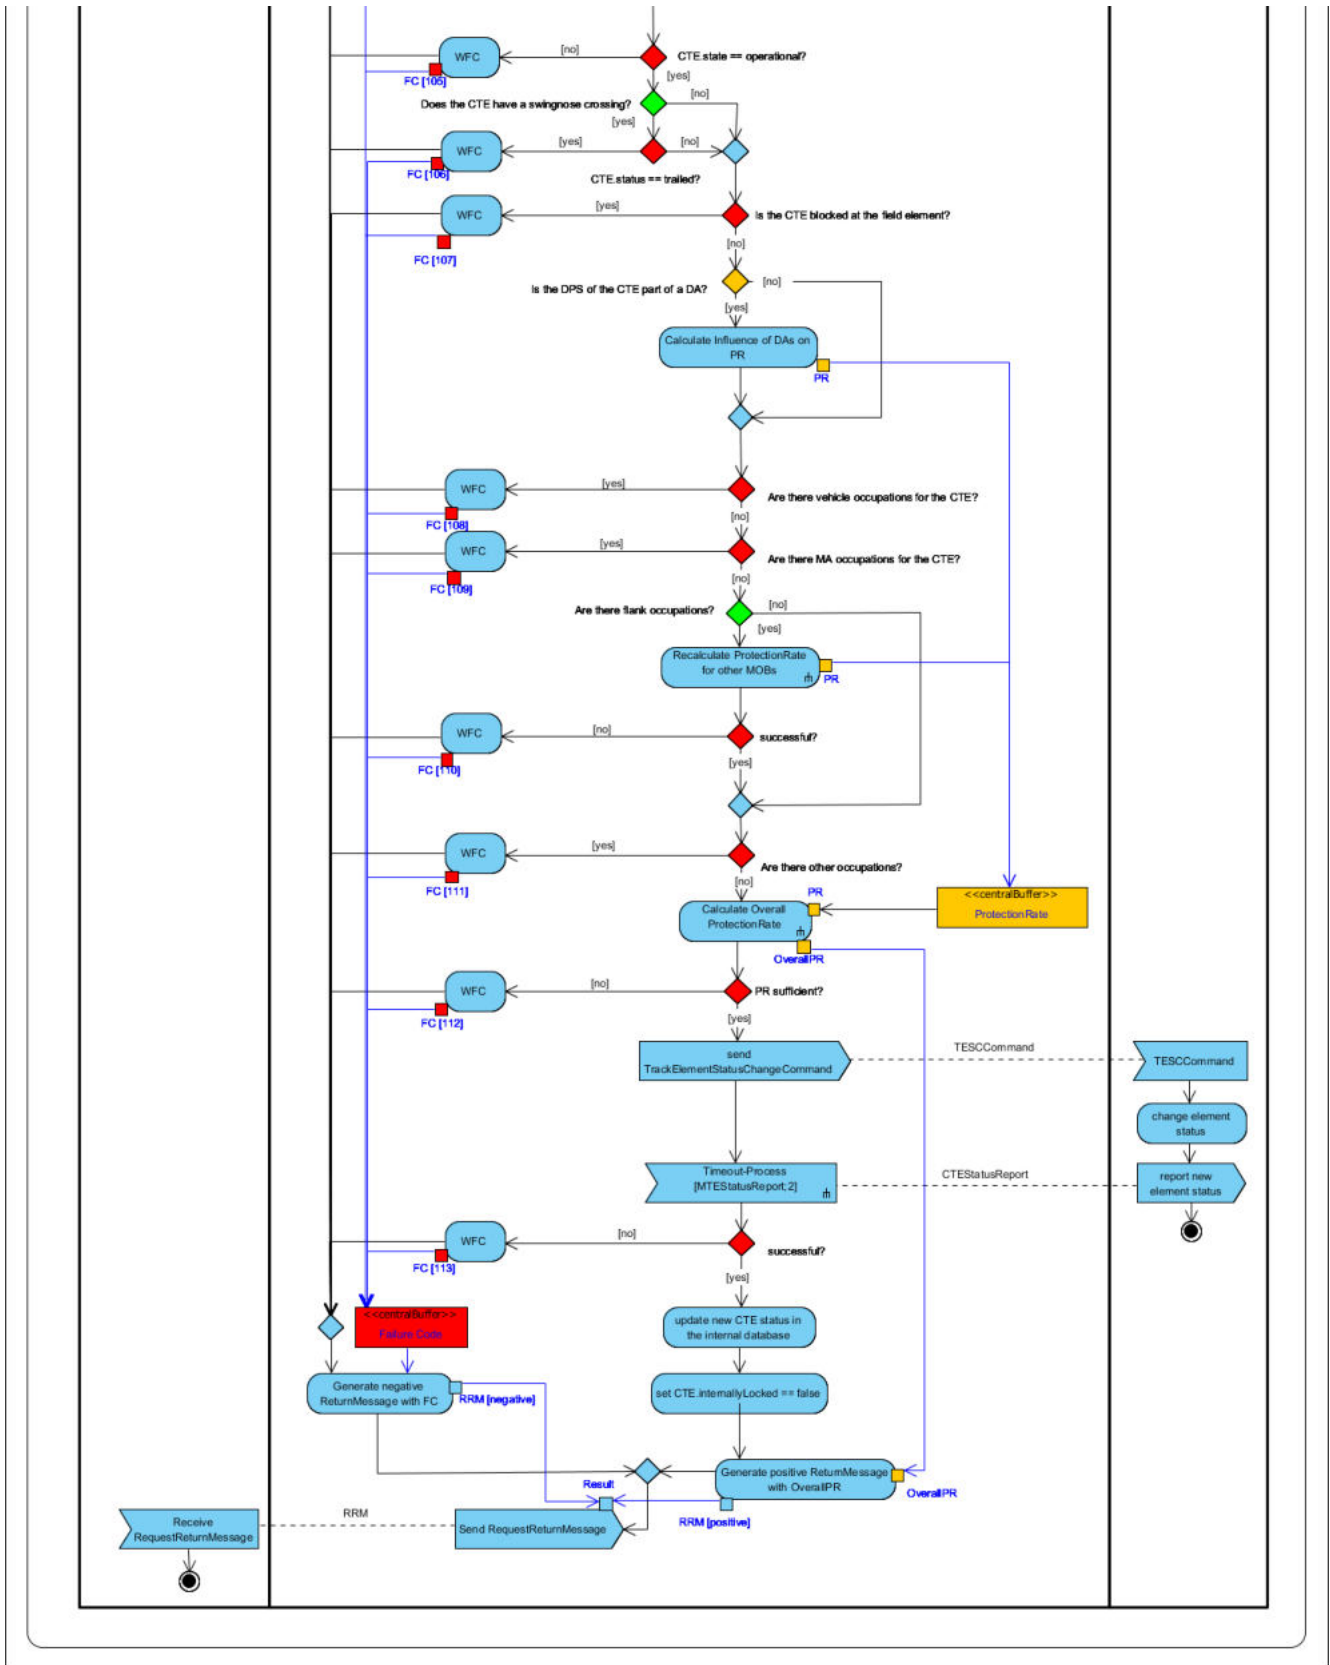 [no]
WFC
CTE.state == operational?
FC [105]
[yes]
Does the CTE have a swingnose crossing?
[no]
[yes]
WFC
[yes]
[no]
FC [106]
CTE.status == trailed?
WFC
[yes]
Is the CTE blocked at the field element?
[no]
FC [107]
Is the DPS of the CTE part of a DA?
[no]
[yes]
Calculate Influence of DAs on
PR
PR
WFC
[yes]
Are there vehicle occupations for the CTE?
FC [108]
[no]
WFC
[yes]
Are there MA occupations for the CTE?
FC [109]
[no]
Are there flank occupations?
[no]
[yes]
Recalculate ProtectionRate
for other MOBs
PR
WFC
[no]
successful?
FC [110]
[yes]
WFC
[yes]
Are there other occupations?
FC [111]
[no]
PR
<<centralBuffer>>
ProtectionRate
Calculate Overall
ProtectionRate
OverallPR
WFC
[no]
PR sufficient?
FC [112]
[yes]
send
TrackElementStatusChangeCommand
TESCCommand
TESCCommand
change element
status
Timeout-Process
[MTEStatusReport; 2]
CTEStatusReport
report new
element status
WFC
[no]
successful?
FC [113]
[yes]
<<centralBuffer>>
Failure Code
update new CTE status in
the internal database
Generate negative
ReturnMessage with FC
RRM [negative]
set CTE.internallyLocked == false
Generate positive ReturnMessage
with OverallPR
OverallPR
Result
RRM [positive]
Receive
RequestReturnMessage
RRM
Send RequestReturnMessage